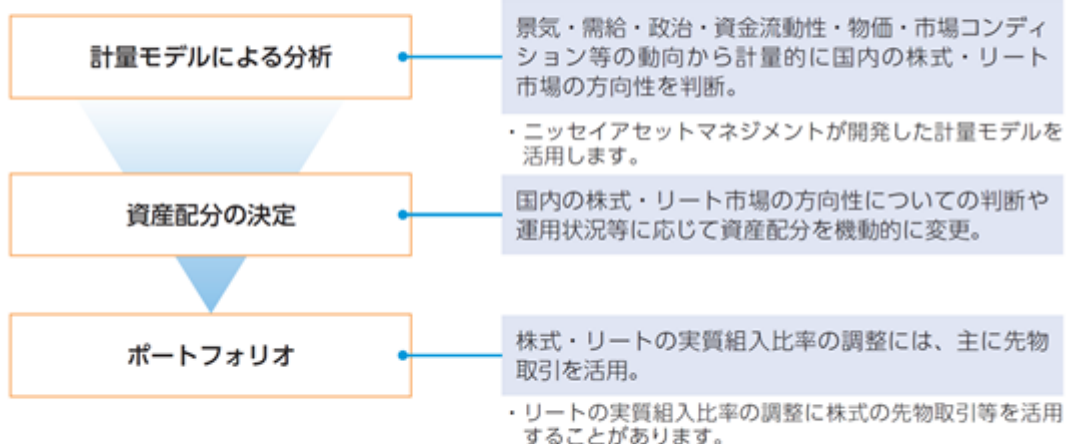 計量モデルによる分析
景気・需給・政治・資金流動性・物価・市場コンディ
ション等の動向から計量的に国内の株式・リート
市場の方向性を判断。
・ニッセイアセットマネジメントが開発した計量モデルを
活用します。
資産配分の決定
国内の株式・リート市場の方向性についての判断や
運用状況等に応じて資産配分を機動的に変更。
ポートフォリオ
株式・リートの実質組入比率の調整には、主に先物
取引を活用。
・リートの実質組入比率の調整に株式の先物取引等を活用
することがあります。